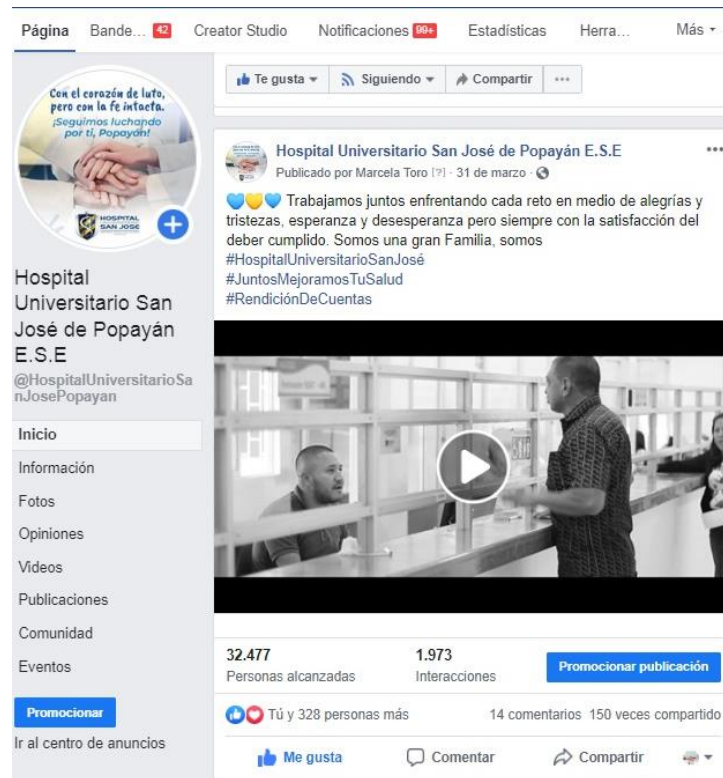 Página Bande... 42 Creator Studio Notificaciones 99+ Estadísticas Herra... Más
Con el corazón de luto,
pero con la fe intacta.
¡Seguimos luchando
por ti, Popayán!
HOSPITAL
SAN JOSE
Hospital
Universitario San
José de Popayán
E.S.E
@HospitalUniversitarioSa
nJosePopayan
Inicio
Información
Fotos
Opiniones
Videos
Publicaciones
Comunidad
Eventos
Promocionar
Ir al centro de anuncios
Te gusta Siguiendo Compartir ...
Hospital Universitario San José de Popayán E.S.E ...
Publicado por Marcela Toro [?] · 31 de marzo ·
Trabajamos juntos enfrentando cada reto en medio de alegrías y
tristezas, esperanza y desesperanza pero siempre con la satisfacción del
deber cumplido. Somos una gran Familia, somos
#HospitalUniversitarioSanJosé
#JuntosMejoramosTuSalud
#RendiciónDeCuentas
32.477 1.973
Personas alcanzadas Interacciones Promocionar publicación
Tú y 328 personas más 14 comentarios 150 veces compartido
Me gusta Comentar Compartir